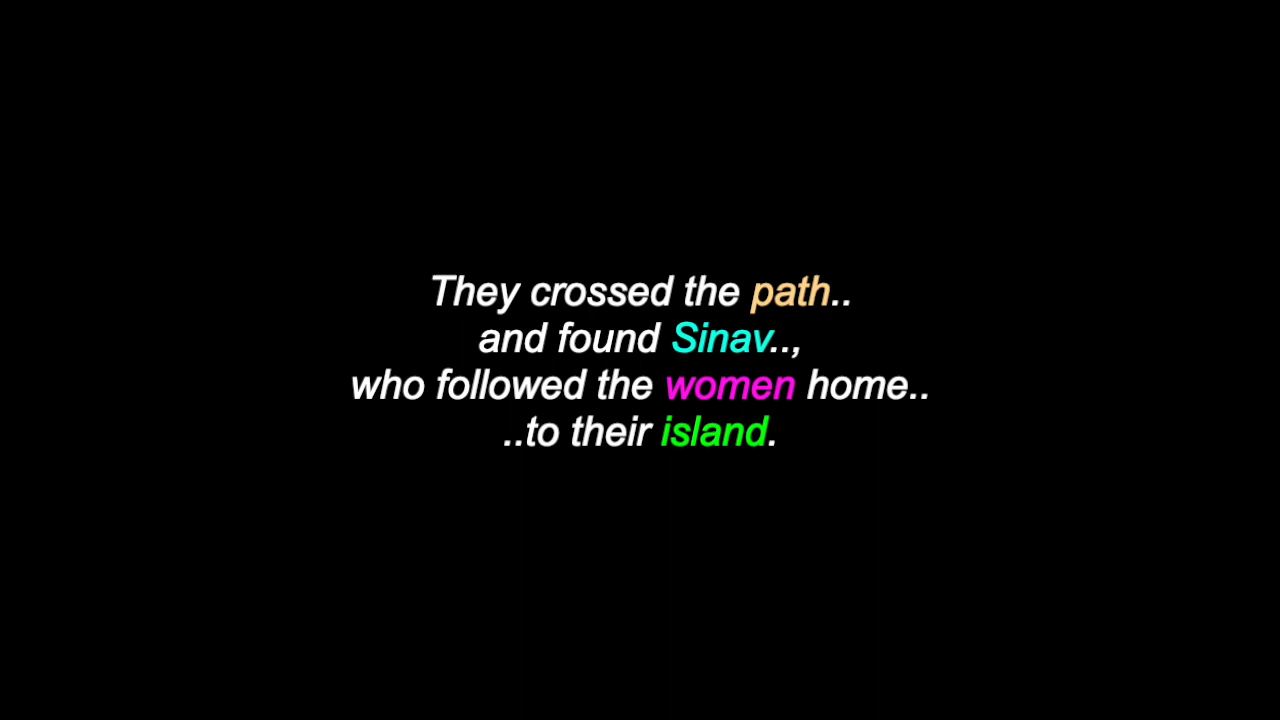 They crossed the path..
and found Sinav..,
who followed the women home..
..to their island.